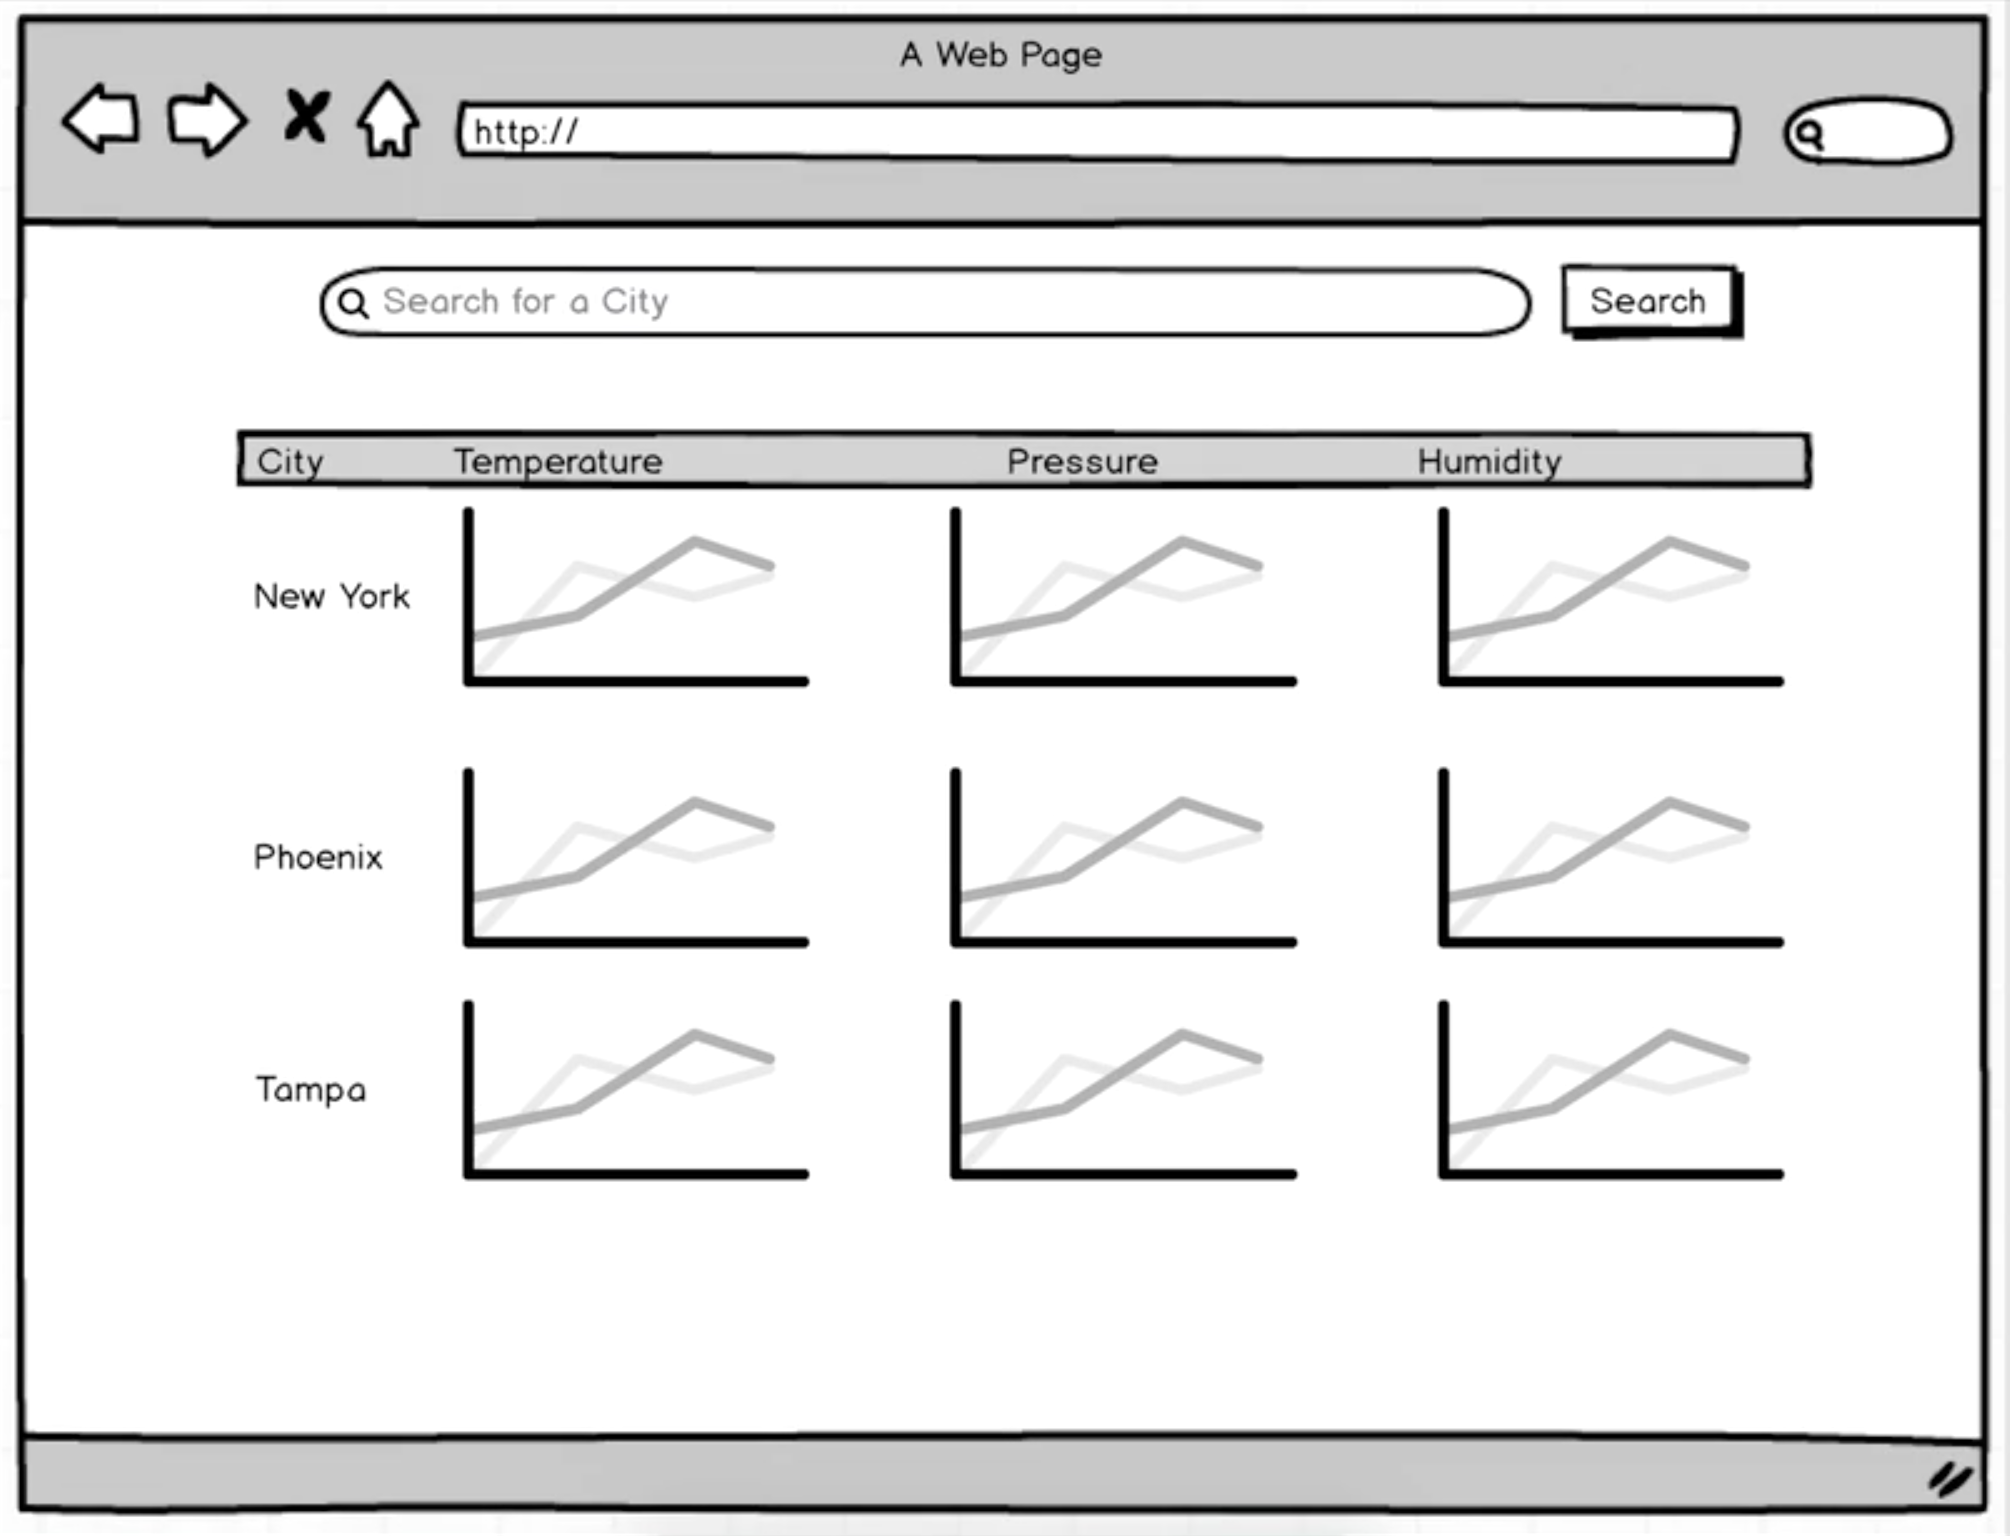 A Web Page
http://
Search for a City
Search
City Temperature Pressure Humidity
New York
Phoenix
Tampa